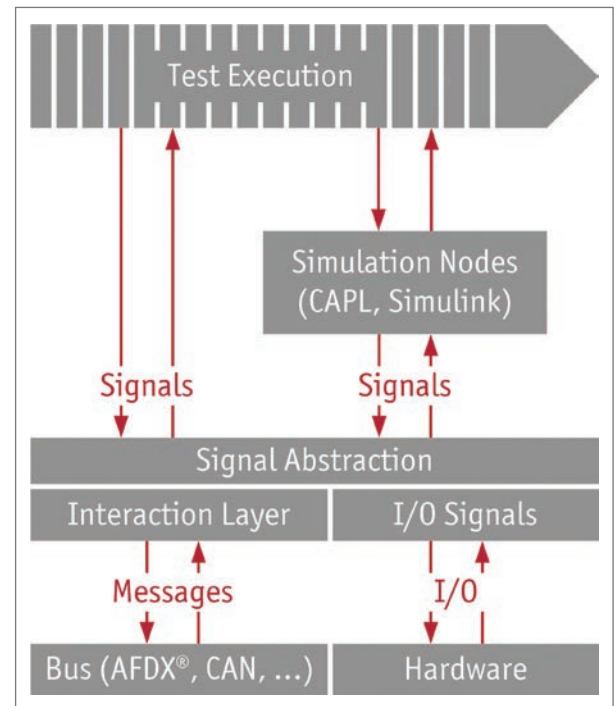 Test Execution
Simulation Nodes
(CAPL, Simulink)
Signals
Signals
Signal Abstraction
Interaction Layer
I/O Signals
Messages
I/O
Bus (AFDX®, CAN, ...)
Hardware